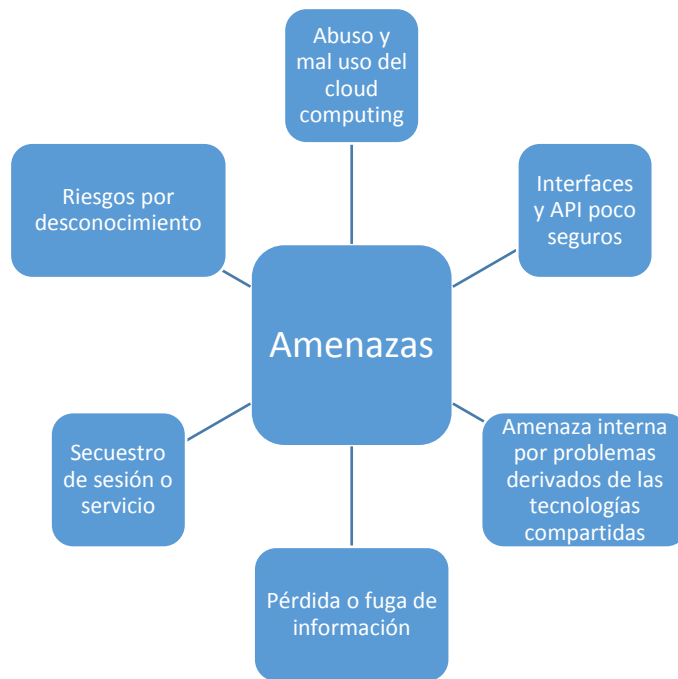 Abuso y
mal uso del
cloud
computing
Riesgos por
desconocimiento
Interfaces
y API poco
seguros
Amenazas
Secuestro
de sesión o
servicio
Amenaza interna
por problemas
derivados de las
tecnologías
compartidas
Pérdida o fuga de
información